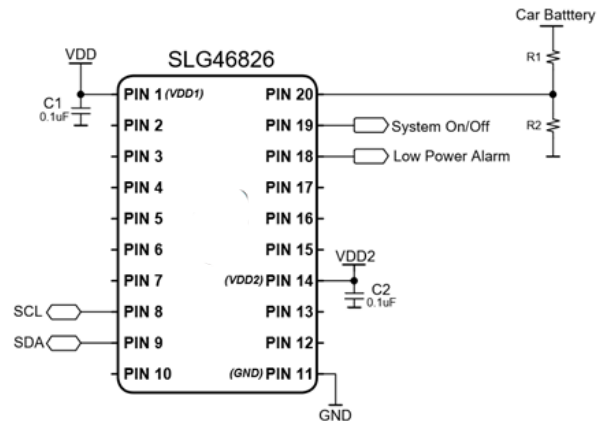 Car Batttery
VDD
SLG46826
R1
C1
0.1uF
PIN 1 (VDD1)
PIN 20
PIN 2
PIN 19
System On/Off
R2
PIN 3
PIN 18
Low Power Alarm
PIN 4
PIN 17
PIN 5
PIN 16
PIN 6
PIN 15
VDD2
PIN 7
(VDD2) PIN 14
C2
0.1uF
SCL
PIN 8
PIN 13
SDA
PIN 9
PIN 12
PIN 10
(GND) PIN 11
GND